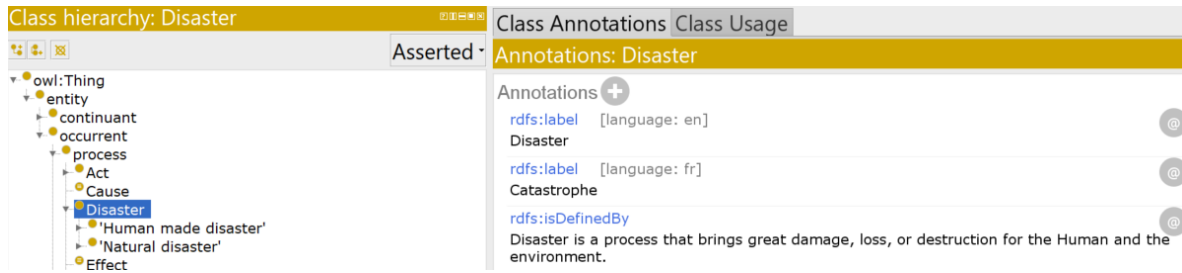 Class hierarchy: Disaster
Asserted
owl:Thing
entity
continuant
occurrent
process
Act
Cause
Disaster
'Human made disaster'
'Natural disaster'
Effect
Class Annotations Class Usage
Annotations: Disaster
Annotations
rdfs:label [language: en]
Disaster
rdfs:label [language: fr]
Catastrophe
rdfs:isDefinedBy
Disaster is a process that brings great damage, loss, or destruction for the Human and the
environment.